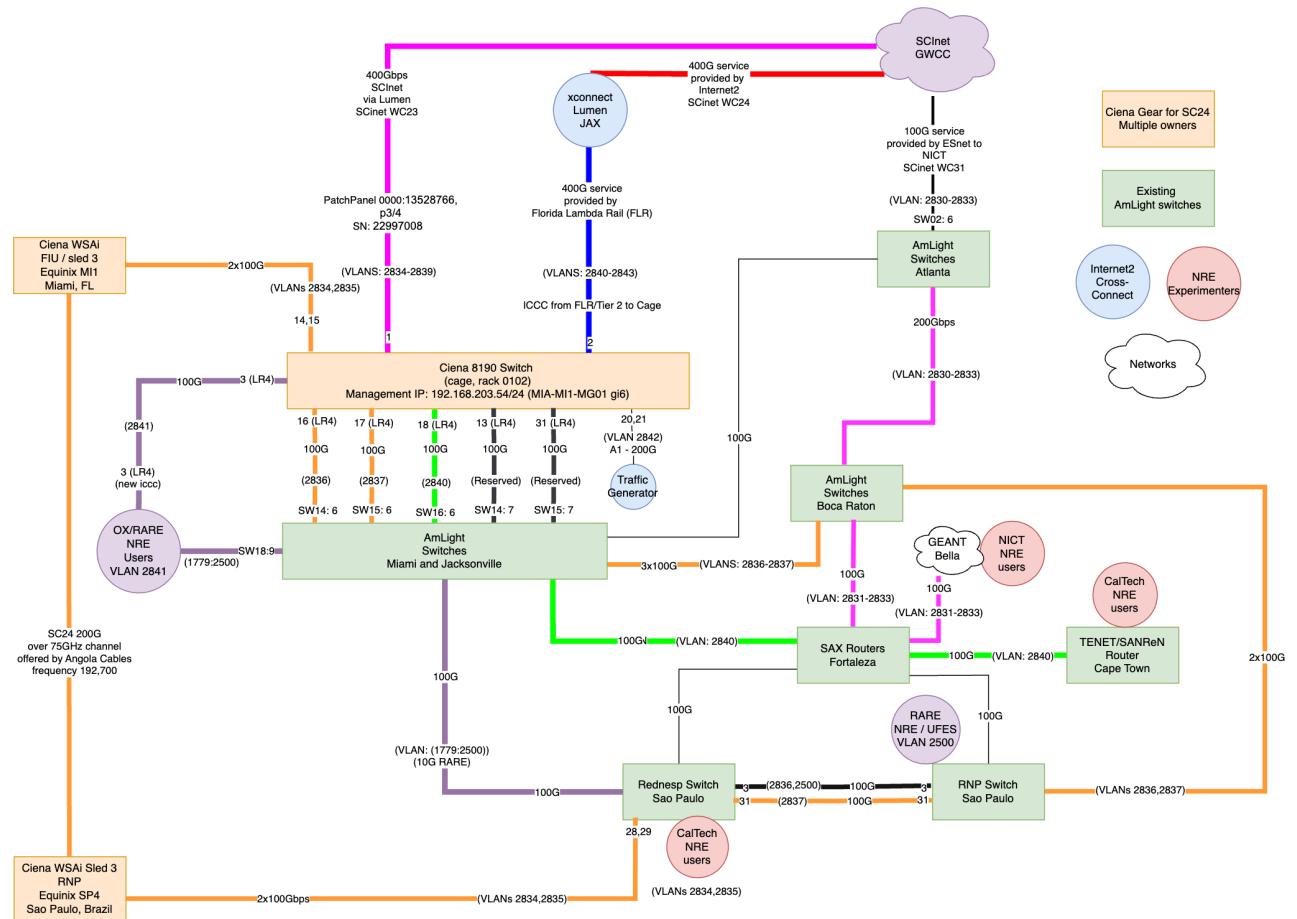 SCInet
GWCC
400Gbps
SCInet
via Lumen
SCinet WC23
400G service
provided by
Internet2
SCinet WC24
xconnect
Lumen
JAX
100G service
provided by ESnet to
NICT
SCinet WC31
(VLAN: 2830-2833)
SW02: 6
Ciena Gear for SC24
Multiple owners
Existing
AmLight switches
Internet2
Cross-
Connect
NRE
Experimenters
Networks
PatchPanel 0000:13528766,
p3/4
SN: 22997008
(VLANS: 2834-2839)
1
400G service
provided by
Florida Lambda Rail (FLR)
(VLANS: 2840-2843)
ICCC from FLR/Tier 2 to Cage
2
Ciena WSAi
FIU / sled 3
Equinix MI1
Miami, FL
2x100G
(VLANs 2834,2835)
14,15
AmLight
Switches
Atlanta
200Gbps
(VLAN: 2830-2833)
Ciena 8190 Switch
(cage, rack 0102)
Management IP: 192.168.203.54/24 (MIA-MI1-MG01 gi6)
100G
3 (LR4)
(2841)
3 (LR4)
(new iccc)
16 (LR4)
100G
(2836)
SW14: 6
17 (LR4)
100G
(2837)
SW15: 6
18 (LR4)
100G
(2840)
SW16: 6
13 (LR4)
100G
(Reserved)
SW14: 7
31 (LR4)
100G
(Reserved)
SW15: 7
20,21
(VLAN 2842)
A1 - 200G
Traffic
Generator
100G
AmLight
Switches
Boca Raton
OX/RARE
NRE
Users
VLAN 2841
(1779:2500)
SW18:9
AmLight
Switches
Miami and Jacksonville
3x100G
(VLANS: 2836-2837)
100G
(VLAN: 2831-2833)
GEANT
Bella
NICT
NRE
users
100G
(VLAN: 2831-2833)
CalTech
NRE
users
100G
(VLAN: 2840)
SAX Routers
Fortaleza
100G
(VLAN: 2840)
TENET/SANReN
Router
Cape Town
2x100G
SC24 200G
over 75GHz channel
offered by Angola Cables
frequency 192,700
100G
(VLAN: (1779:2500))
(10G RARE)
100G
100G
100G
RARE
NRE / UFES
VLAN 2500
Rednesp Switch
Sao Paulo
3
(2836,2500)
100G
3
31
(2837)
100G
31
RNP Switch
Sao Paulo
(VLANs 2836,2837)
28,29
CalTech
NRE
users
(VLANs 2834,2835)
Ciena WSAi Sled 3
RNP
Equinix SP4
Sao Paulo, Brazil
2x100Gbps
(VLANs 2834,2835)